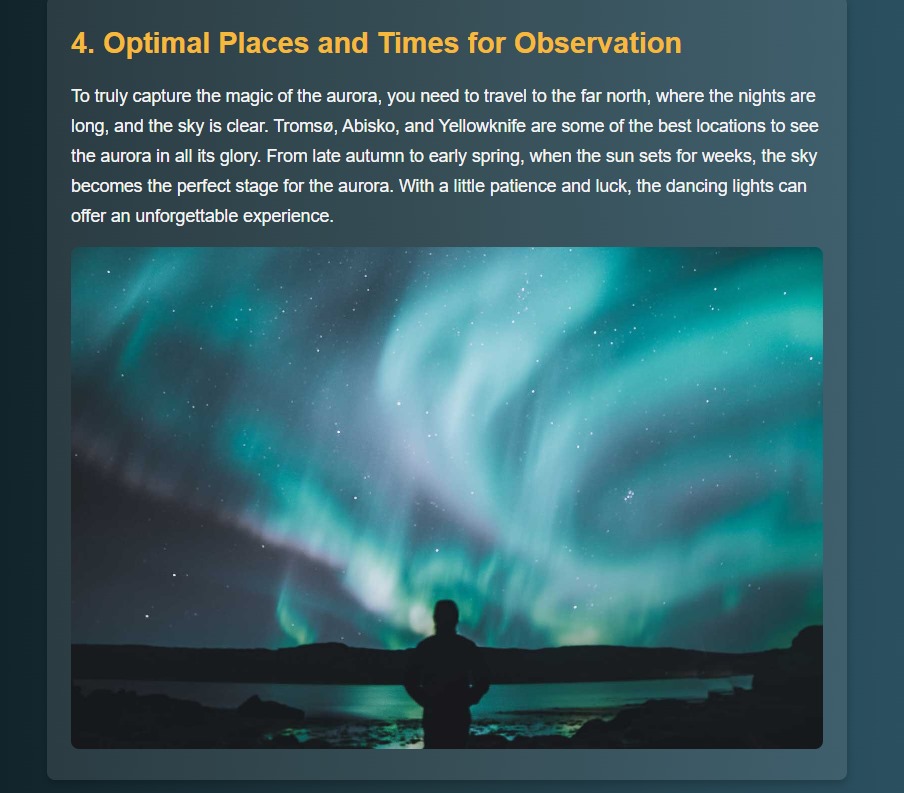 4. Optimal Places and Times for Observation
To truly capture the magic of the aurora, you need to travel to the far north, where the nights are
long, and the sky is clear. Tromsø, Abisko, and Yellowknife are some of the best locations to see
the aurora in all its glory. From late autumn to early spring, when the sun sets for weeks, the sky
becomes the perfect stage for the aurora. With a little patience and luck, the dancing lights can
offer an unforgettable experience.